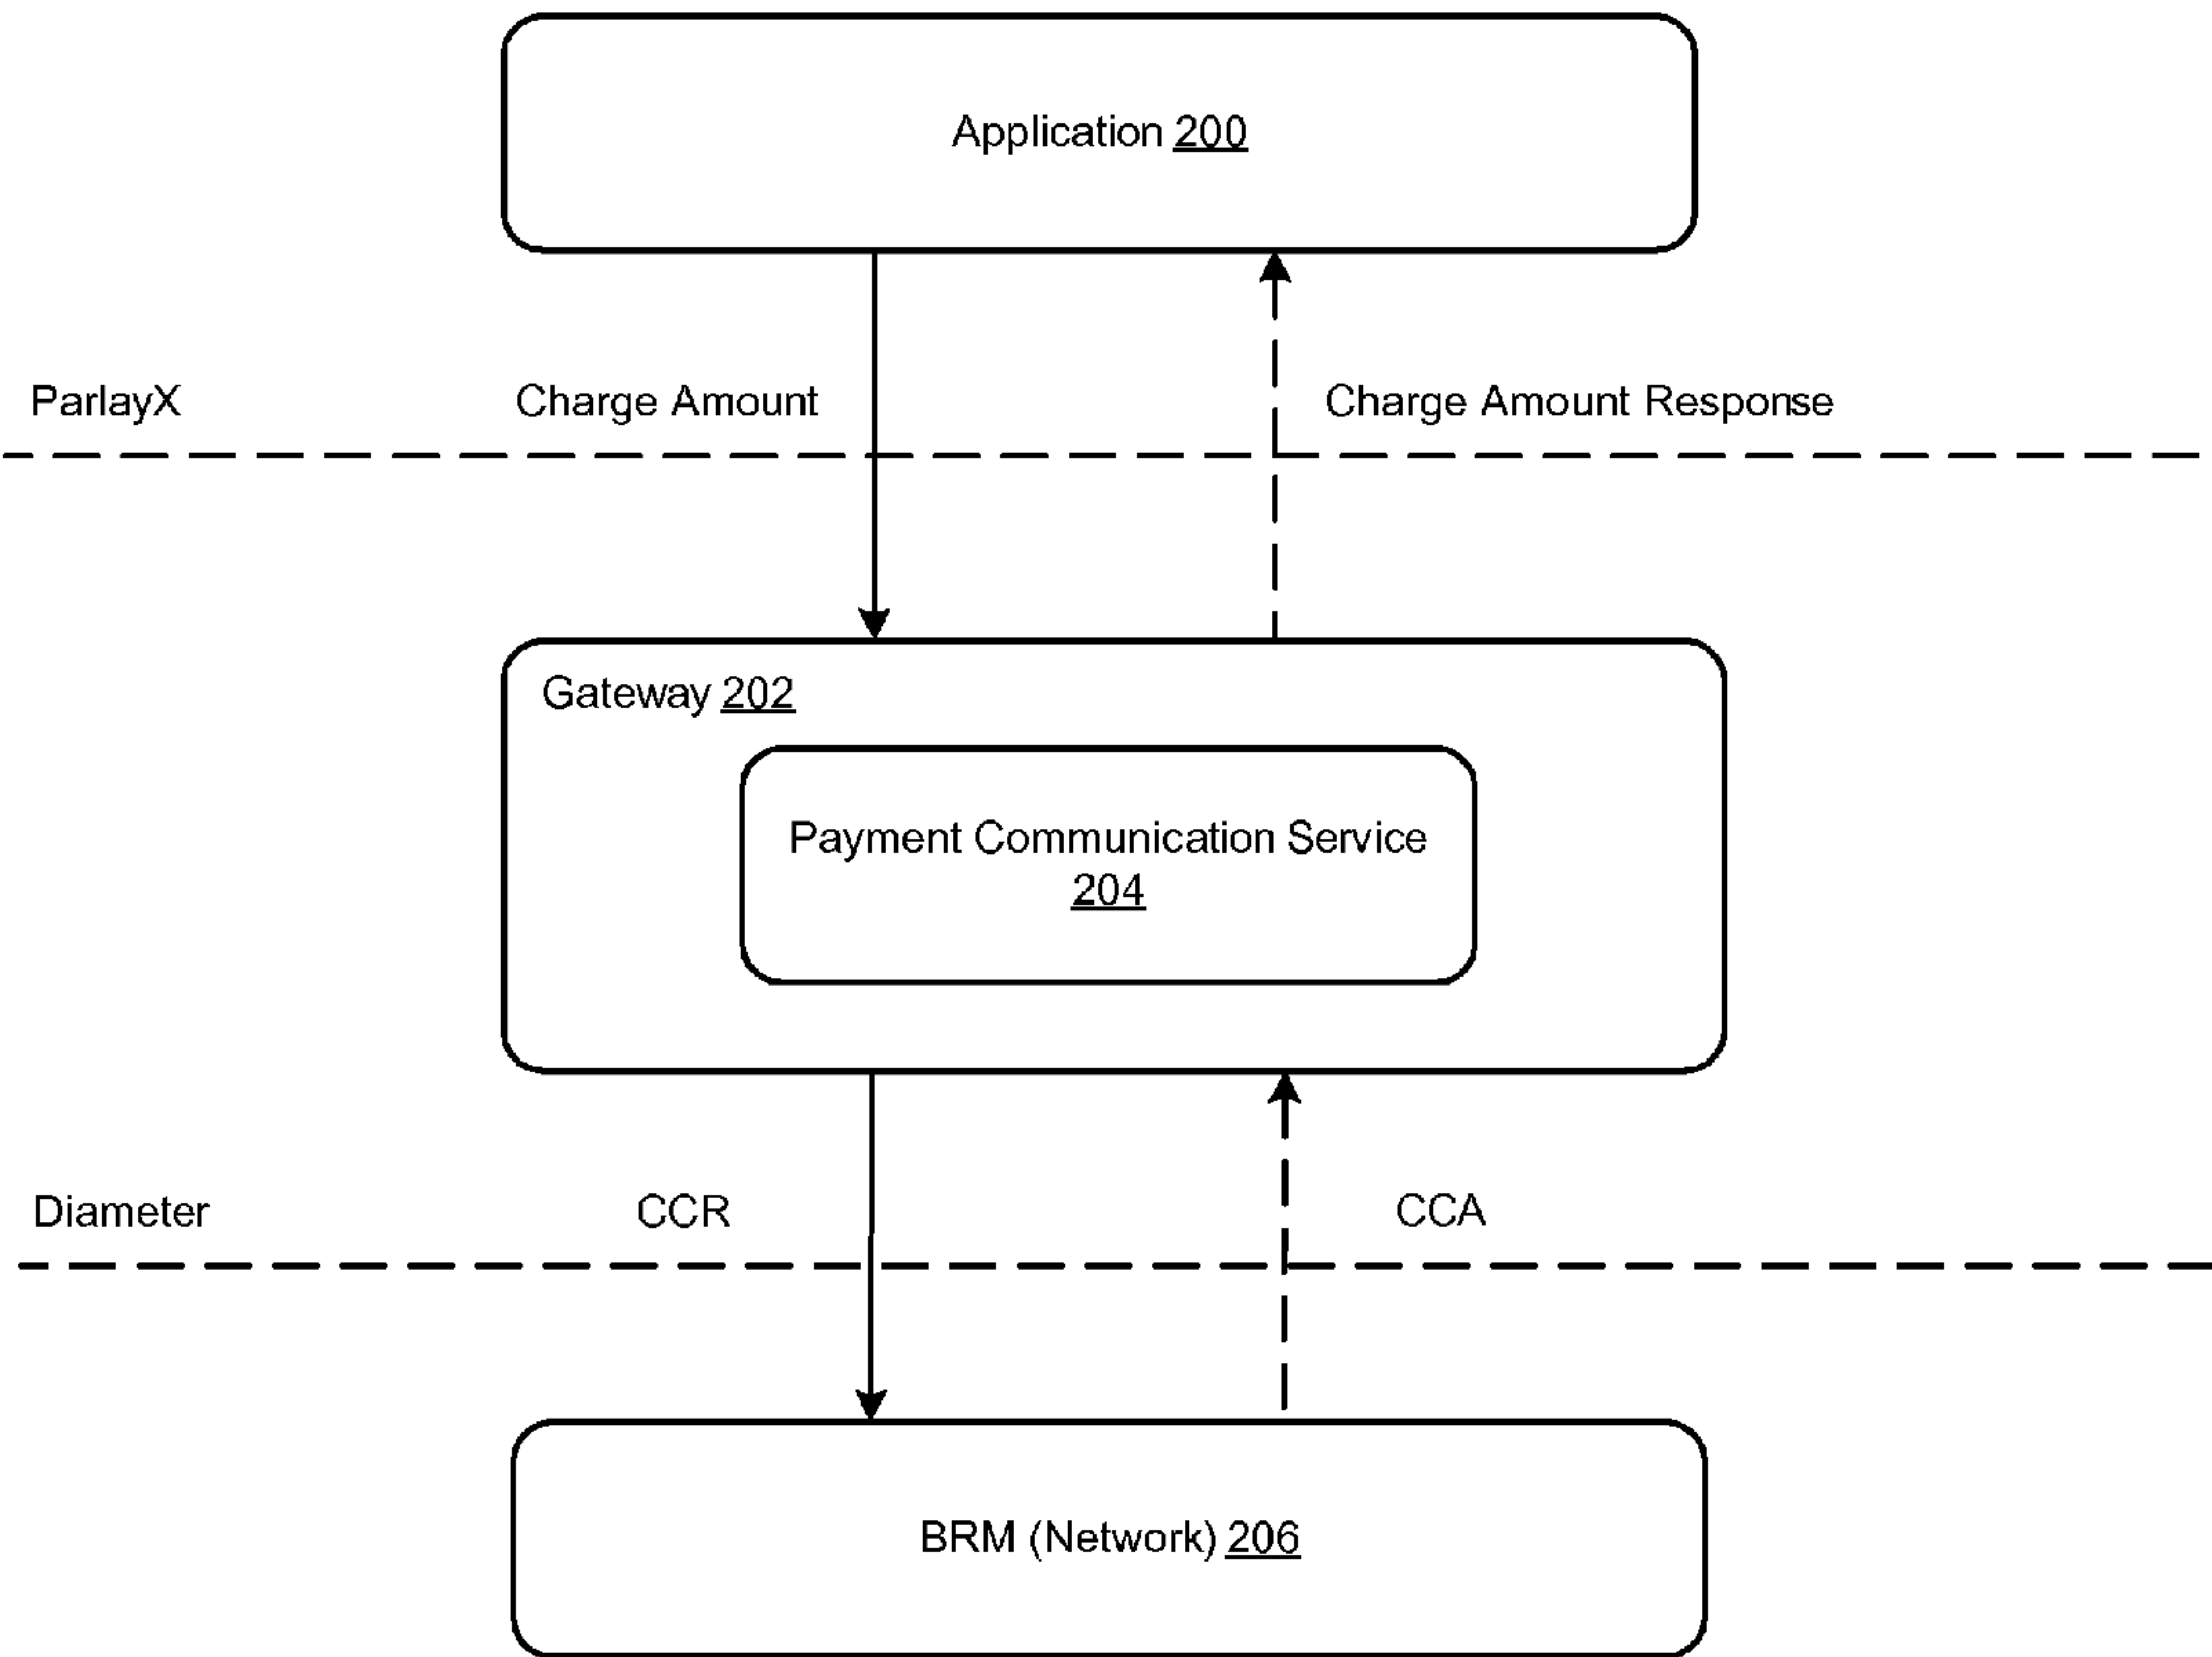 Application 200
ParlayX
Charge Amount
Charge Amount Response
Gateway 202
Payment Communication Service
204
Diameter
CCR
CCA
BRM (Network) 206